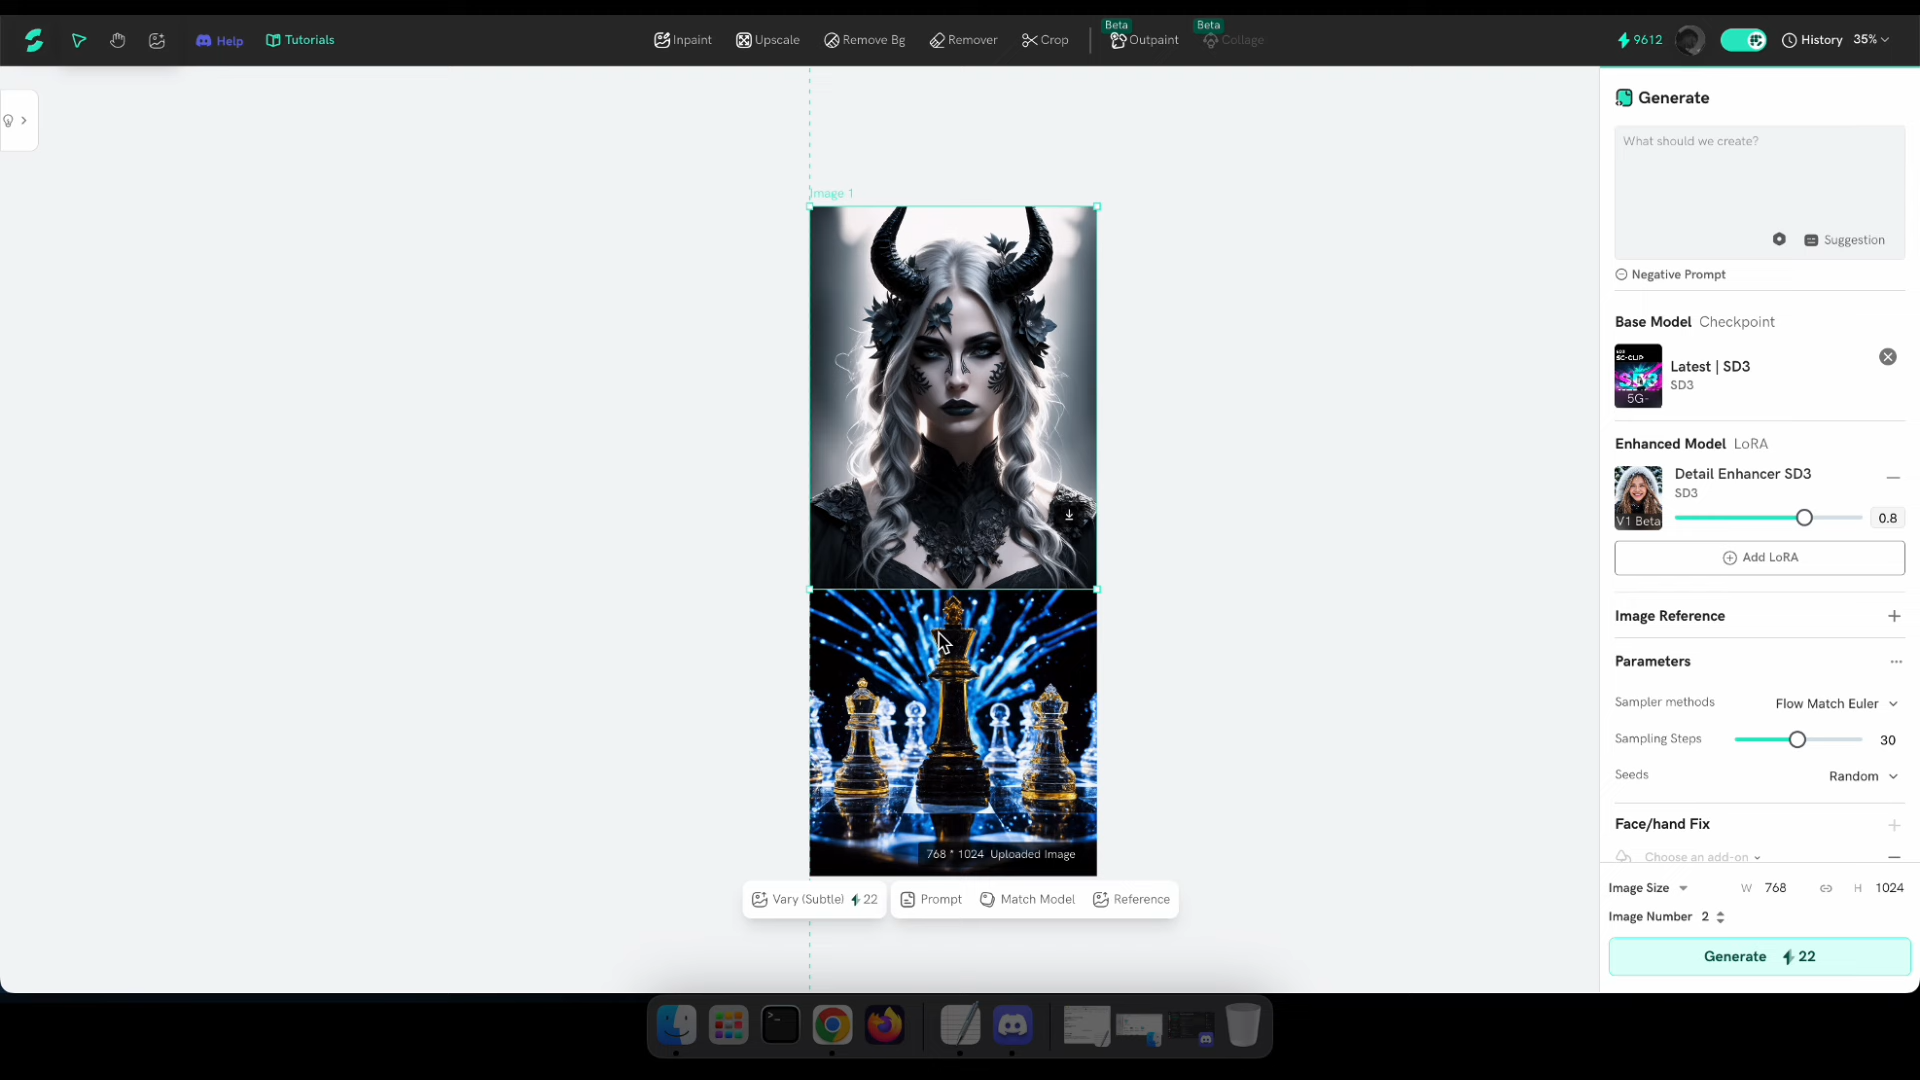 Help
Tutorials
Inpaint
Upscale
Remove Bg
Remover
Crop
Beta
Outpaint
Beta
Collage
9612
History
35%
Generate
What should we create?
Suggestion
Negative Prompt
Base Model Checkpoint
SC-CLIP
SD3
5G-
Latest | SD3
SD3
Enhanced Model LoRA
V1 Beta
Detail Enhancer SD3
SD3
0.8
Add LoRA
Image Reference
Parameters
Sampler methods Flow Match Euler
Sampling Steps 30
Seeds Random
Face/hand Fix
Choose an add-on
Image Size W 768 H 1024
Image Number 2
Generate 22
Image 1
768 * 1024 Uploaded Image
Vary (Subtle) 22
Prompt
Match Model
Reference